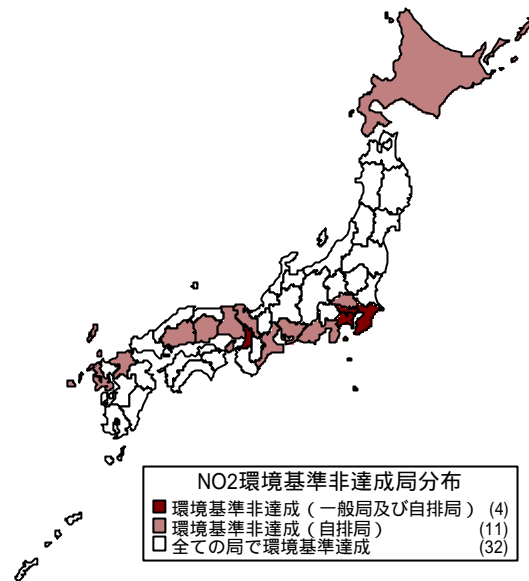 NO2環境基準非達成局分布
環境基準非達成（一般局及び自排局） (4)
環境基準非達成（自排局） (11)
全ての局で環境基準達成 (32)